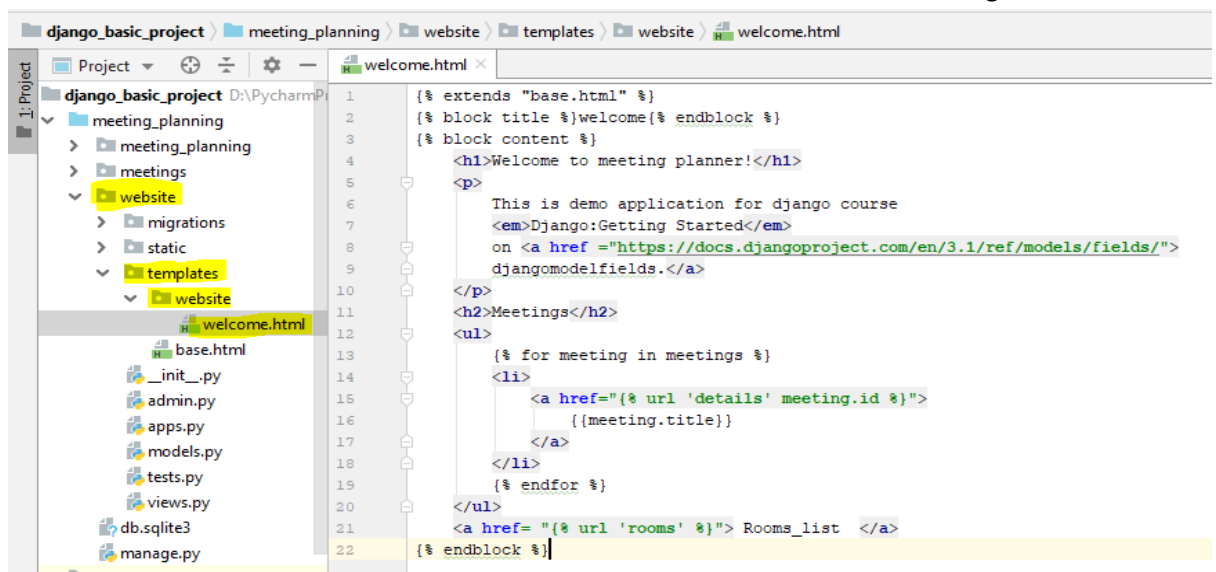 django_basic_project meeting_planning website templates website welcome.html
1: Project
Project
welcome.html
django_basic_project D:\PycharmP
meeting_planning
meeting_planning
meetings
website
migrations
static
templates
website
welcome.html
base.html
__init__.py
admin.py
apps.py
models.py
tests.py
views.py
db.sqlite3
manage.py
1 {% extends "base.html" %}
2 {% block title %}welcome{% endblock %}
3 {% block content %}
4 <h1>Welcome to meeting planner!</h1>
5 <p>
6 This is demo application for django course
7 <em>Django:Getting Started</em>
8 on <a href ="https://docs.djangoproject.com/en/3.1/ref/models/fields/">
9 djangomodelfields.</a>
10 </p>
11 <h2>Meetings</h2>
12 <ul>
13 {% for meeting in meetings %}
14 <li>
15 <a href="{% url 'details' meeting.id %}">
16 {{meeting.title}}
17 </a>
18 </li>
19 {% endfor %}
20 </ul>
21 <a href= "{% url 'rooms' %}"> Rooms_list </a>
22 {% endblock %}